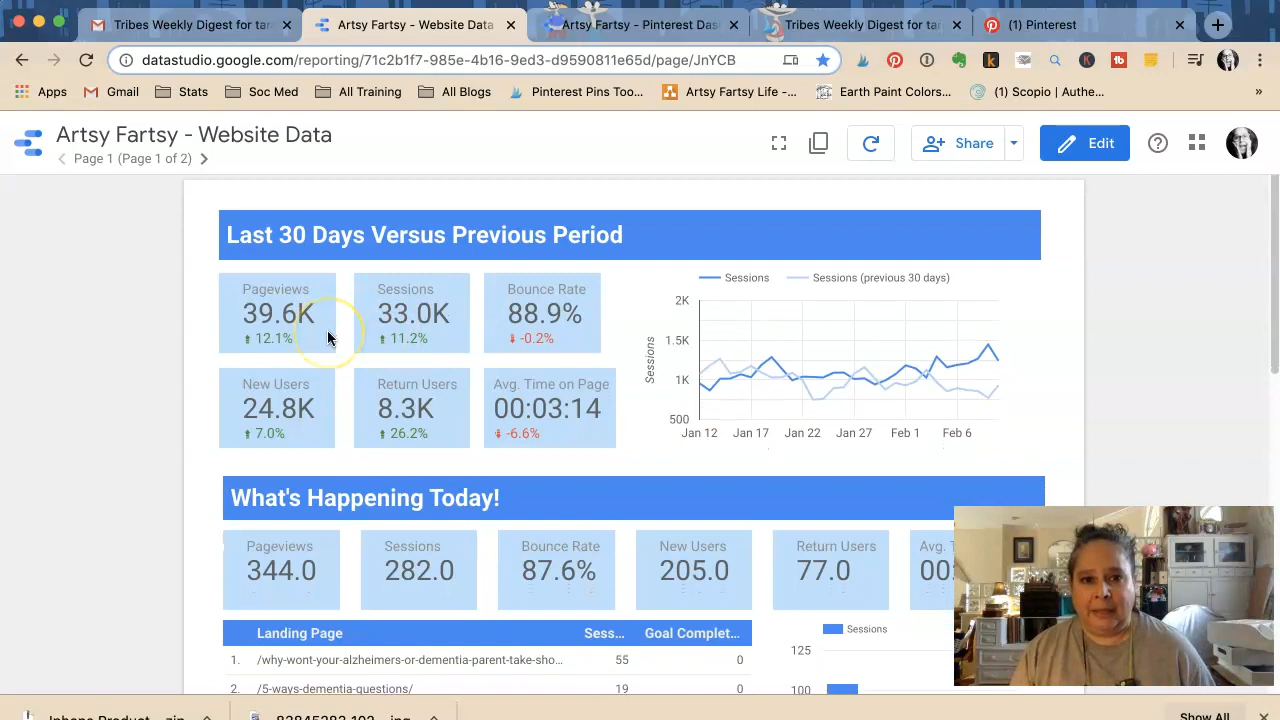 Tribes Weekly Digest for tar
Artsy Fartsy - Website Data
Artsy Fartsy - Pinterest Das
Tribes Weekly Digest for tar
(1) Pinterest
datastudio.google.com/reporting/71c2b1f7-985e-4b16-9ed3-d9590811e65d/page/JnYCB
Apps
Gmail
Stats
Soc Med
All Training
All Blogs
Pinterest Pins Too...
Artsy Fartsy Life -...
Earth Paint Colors...
(1) Scopio | Authe...
»
Artsy Fartsy - Website Data
Page 1 (Page 1 of 2)
Share
Edit
Last 30 Days Versus Previous Period
Pageviews
39.6K
12.1%
Sessions
33.0K
11.2%
Bounce Rate
88.9%
-0.2%
New Users
24.8K
7.0%
Return Users
8.3K
26.2%
Avg. Time on Page
00:03:14
-6.6%
Sessions
Sessions (previous 30 days)
2K
1.5K
1K
500
Sessions
Jan 12
Jan 17
Jan 22
Jan 27
Feb 1
Feb 6
What's Happening Today!
Pageviews
344.0
Sessions
282.0
Bounce Rate
87.6%
New Users
205.0
Return Users
77.0
Avg.
00
Landing Page
Sess...
Goal Complet...
1. /why-wont-your-alzheimers-or-dementia-parent-take-sho... 55 0
2. /5-ways-dementia-questions/ 19 0
Sessions
125
100
Show All